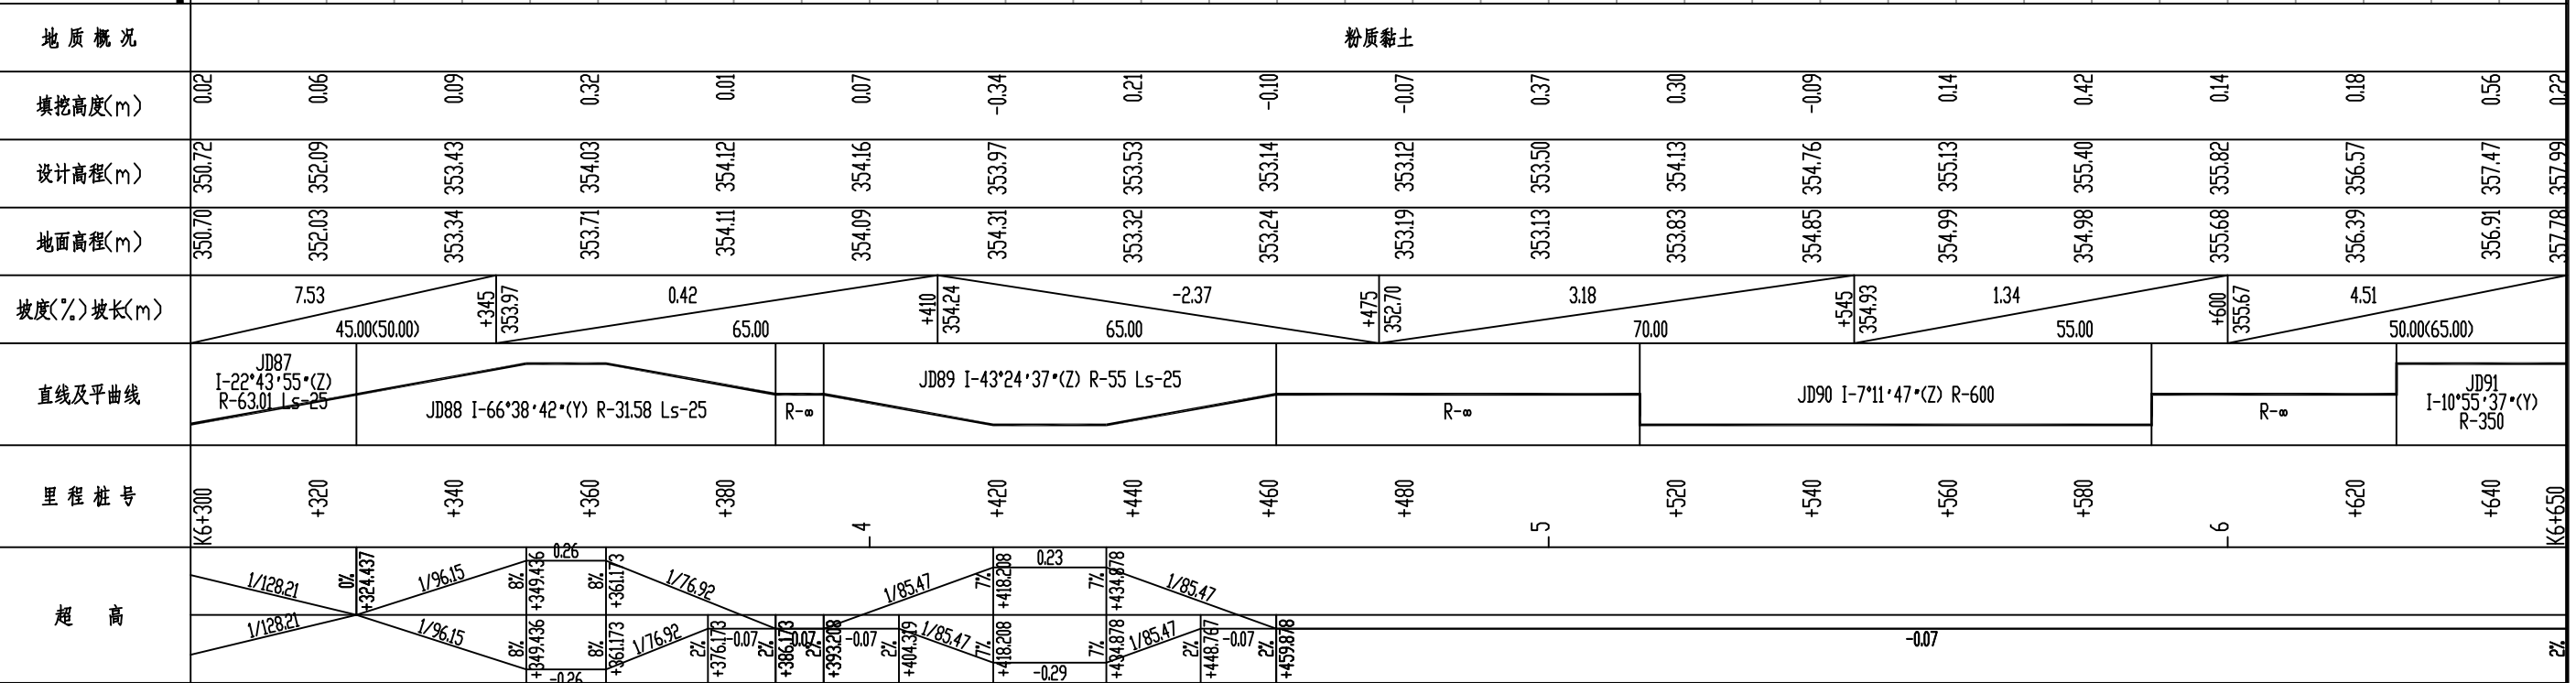 地 质 概 况
粉质黏土
填挖高度(m)
0.02 0.06 0.09 0.32 0.01 0.07 -0.34 0.21 -0.10 -0.07 0.37 0.30 -0.09 0.14 0.42 0.14 0.18 0.56 0.22
设计高程(m)
350.72 352.09 353.43 354.03 354.12 354.16 353.97 353.53 353.14 353.12 353.50 354.13 354.76 355.13 355.40 355.82 356.57 357.47 357.99
地面高程(m)
350.70 352.03 353.34 353.71 354.11 354.09 354.31 353.32 353.24 353.19 353.13 353.83 354.85 354.99 354.98 355.68 356.39 356.91 357.78
坡度(%)坡长(m)
7.53
45.00(50.00)
+345
353.97
0.42
65.00
+410
354.24
-2.37
65.00
+475
352.70
3.18
70.00
+545
354.93
1.34
55.00
+600
355.67
4.51
50.00(65.00)
直线及平曲线
JD87
I-22°43'55"(Z)
R-63.01 Ls-25
JD88 I-66°38'42"(Y) R-31.58 Ls-25
R-∞
JD89 I-43°24'37"(Z) R-55 Ls-25
R-∞
JD90 I-7°11'47"(Z) R-600
R-∞
JD91
I-10°55'37"(Y)
R-350
里 程 桩 号
K6+300 +320 +340 +360 +380 4 +420 +440 +460 +480 5 +520 +540 +560 +580 6 +620 +640 K6+650
超 高
1/128.21
0%
+324.437
1/96.15
8%
+349.436
0.26
8%
+361.173
1/76.92
1/85.47
7%
+418.208
0.23
7%
+434.878
1/85.47
1/128.21
1/96.15
8%
+349.436
-0.26
8%
+361.173
1/76.92
2%
+376.173
-0.07
2%
+386.173
-0.07
2%
+393.208
-0.07
2%
+404.319
1/85.47
7%
+418.208
-0.29
7%
+434.878
1/85.47
2%
+448.767
-0.07
2%
+459.878
-0.07
2%